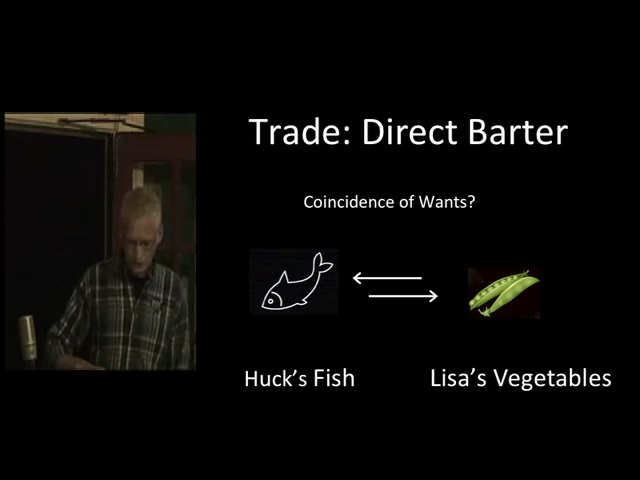 Trade: Direct Barter
Coincidence of Wants?
Huck's Fish
Lisa's Vegetables